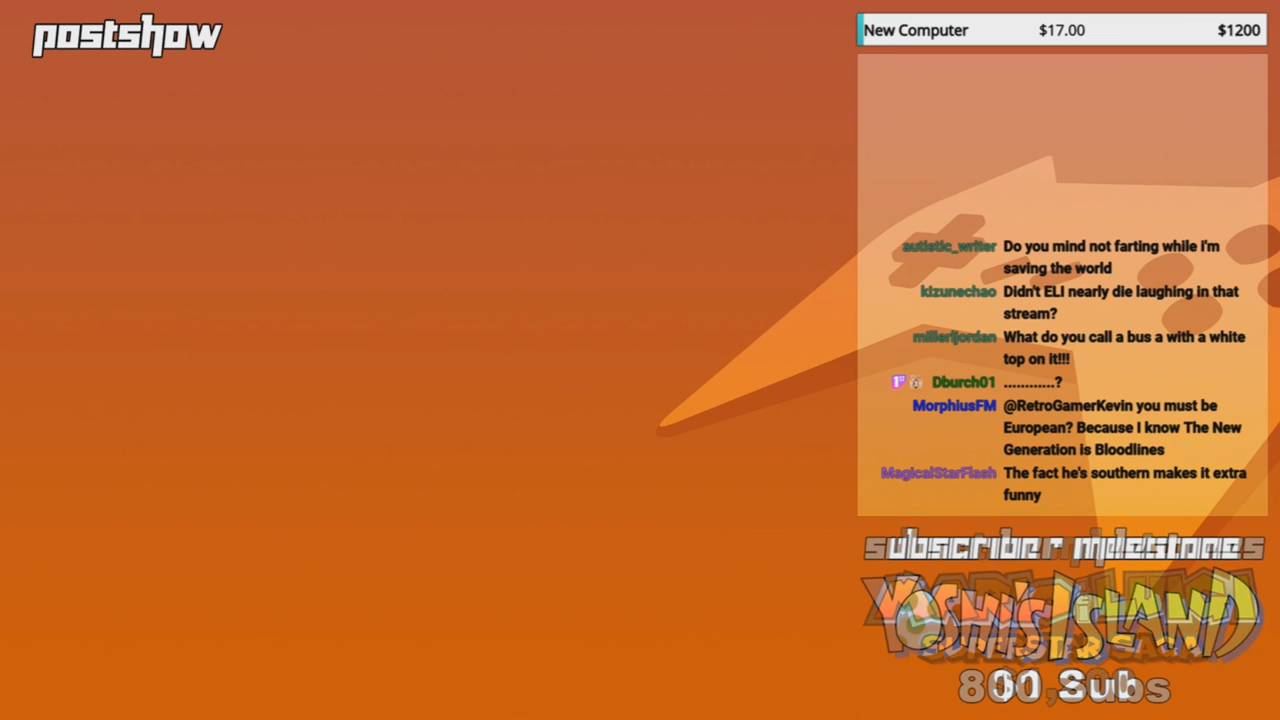 postshow
New Computer $17.00 $1200
autistic_writer Do you mind not farting while i'm
saving the world
kizunechao Didn't ELI nearly die laughing in that
stream?
millerljordan What do you call a bus a with a white
top on it!!!
Dburch01 ............?
MorphiusFM @RetroGamerKevin you must be
European? Because I know The New
Generation is Bloodlines
MagicalStarFlash The fact he's southern makes it extra
funny
subscriber milestones
YOSHI'S ISLAND
SUPERSTAR SAGA
Subs